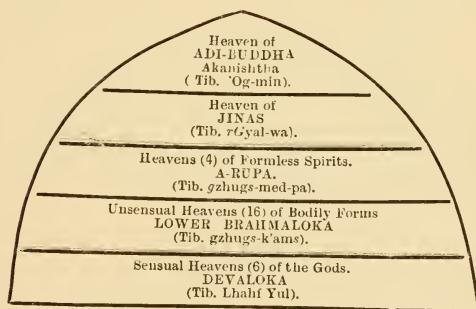 Heaven of
ADI-BUDDHA
Akanishtha
( Tib. 'Og-min).
Heaven of
JINAS
(Tib. rGyal-wa).
Heavens (4) of Formless Spirits.
A-RUPA.
(Tib. gzhugs-med-pa).
Unsensual Heavens (16) of Bodily Forms
LOWER BRAHMALOKA
(Tib. gzhugs-k'ams).
Sensual Heavens (6) of the Gods.
DEVALOKA
(Tib. Lhahí Yul).